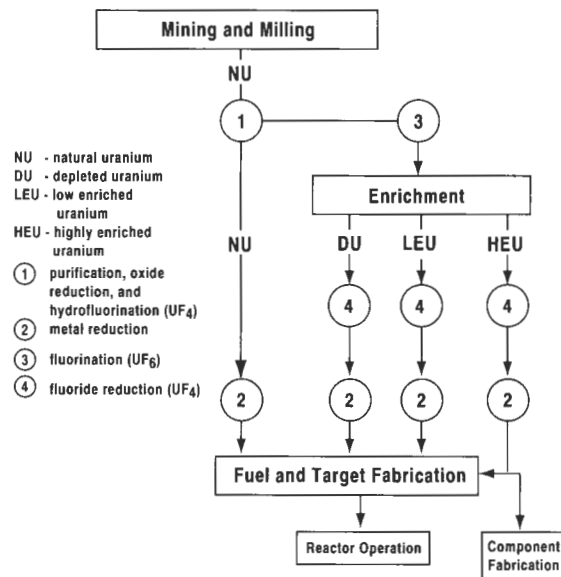 Mining and Milling
NU
1
3
NU - natural uranium
DU - depleted uranium
LEU - low enriched
uranium
HEU - highly enriched
uranium
1 purification, oxide
reduction, and
hydrofluorination (UF4)
2 metal reduction
3 fluorination (UF6)
4 fluoride reduction (UF4)
Enrichment
NU
DU
LEU
HEU
4
4
4
2
2
2
2
Fuel and Target Fabrication
Reactor Operation
Component
Fabrication